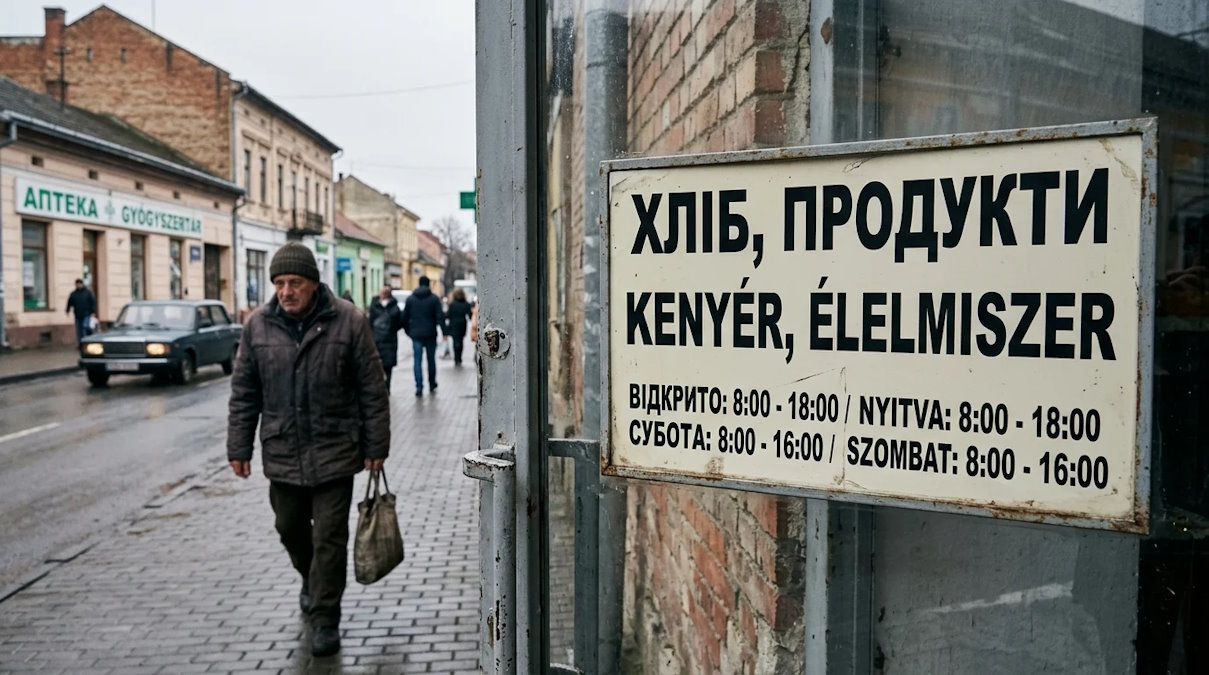 АПТЕКА GYÓGYSZERTÁR
ХЛІБ, ПРОДУКТИ
KENYÉR, ÉLELMISZER
ВІДКРИТО: 8:00 - 18:00 / NYITVA: 8:00 - 18:00
СУБОТА: 8:00 - 16:00 / SZOMBAT: 8:00 - 16:00